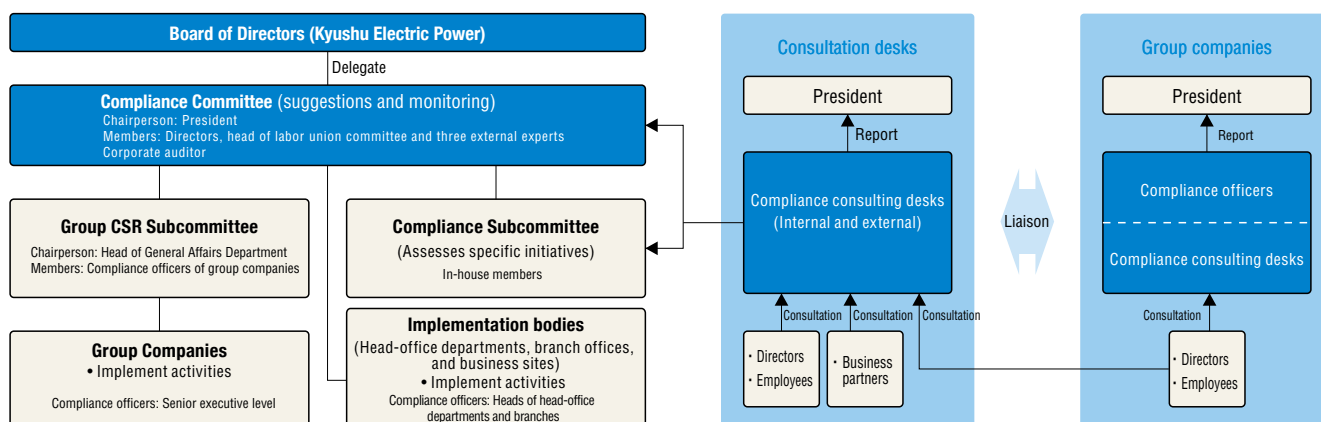 Board of Directors (Kyushu Electric Power)
Delegate
Compliance Committee (suggestions and monitoring)
Chairperson: President
Members: Directors, head of labor union committee and three external experts
Corporate auditor
Group CSR Subcommittee
Chairperson: Head of General Affairs Department
Members: Compliance officers of group companies
Compliance Subcommittee
(Assesses specific initiatives)
In-house members
Group Companies
• Implement activities
Compliance officers: Senior executive level
Implementation bodies
(Head-office departments, branch offices,
and business sites)
• Implement activities
Compliance officers: Heads of head-office
departments and branches
Consultation desks
President
Report
Compliance consulting desks
(Internal and external)
Consultation
Consultation
Consultation
・Directors
・Employees
・Business
partners
Liaison
Group companies
President
Report
Compliance officers
Compliance consulting desks
Consultation
・Directors
・Employees